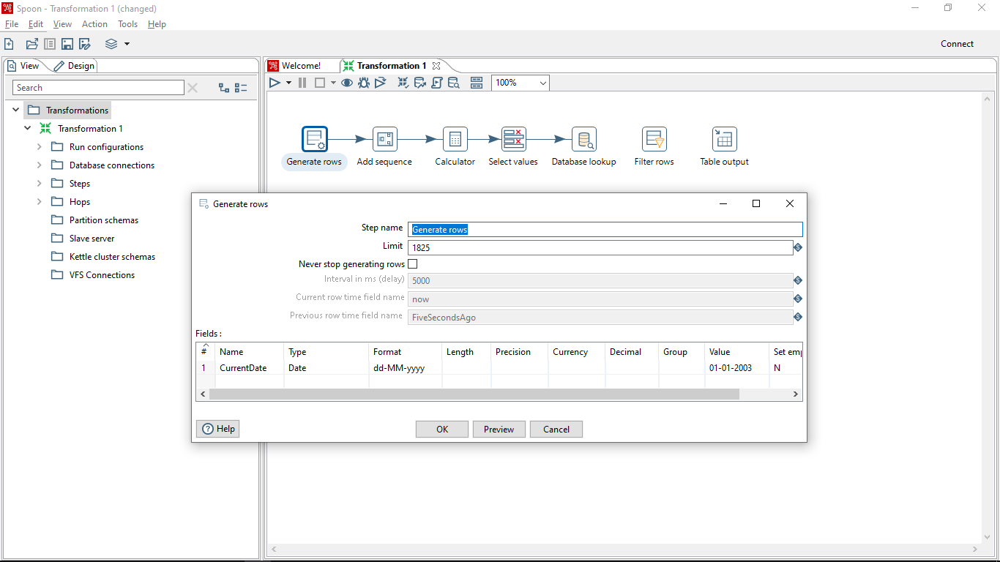 Spoon - Transformation 1 (changed)
File Edit View Action Tools Help
Connect
View Design
Welcome! Transformation 1
Search
100%
Transformations
Transformation 1
Run configurations
Database connections
Steps
Hops
Partition schemas
Slave server
Kettle cluster schemas
VFS Connections
Generate rows Add sequence Calculator Select values Database lookup Filter rows Table output
Generate rows
Step name Generate rows
Limit 1825
Never stop generating rows
Interval in ms (delay) 5000
Current row time field name now
Previous row time field name FiveSecondsAgo
Fields :
# Name Type Format Length Precision Currency Decimal Group Value Set emp
1 CurrentDate Date dd-MM-yyyy 01-01-2003 N
Help OK Preview Cancel